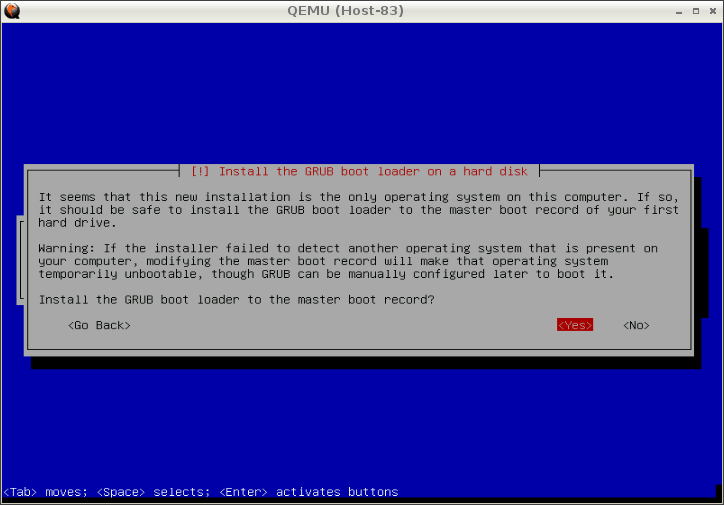 QEMU (Host-83)
[!] Install the GRUB boot loader on a hard disk
It seems that this new installation is the only operating system on this computer. If so,
it should be safe to install the GRUB boot loader to the master boot record of your first
hard drive.
Warning: If the installer failed to detect another operating system that is present on
your computer, modifying the master boot record will make that operating system
temporarily unbootable, though GRUB can be manually configured later to boot it.
Install the GRUB boot loader to the master boot record?
<Go Back> <Yes> <No>
<Tab> moves; <Space> selects; <Enter> activates buttons